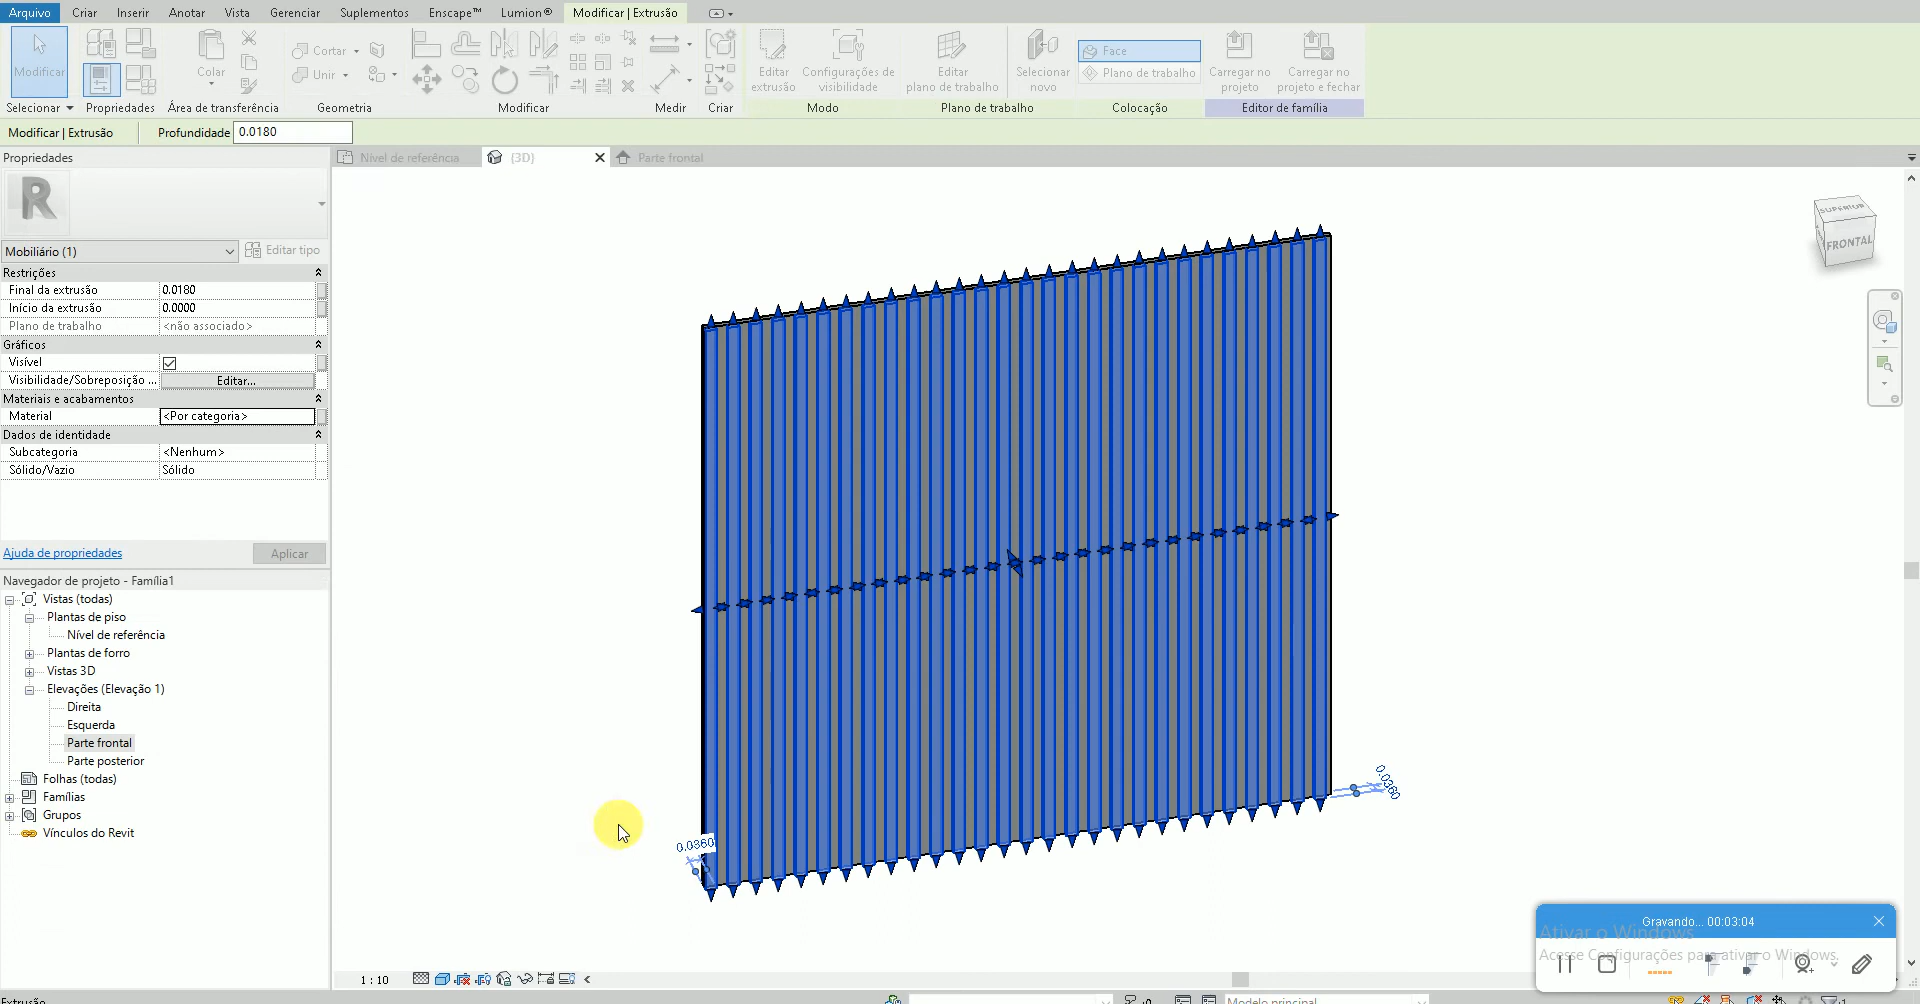 Arquivo Criar Inserir Anotar Vista Gerenciar Suplementos Enscape™ Lumion® Modificar | Extrusão
Modificar
Colar
Cortar
Unir
Editar extrusão
Configurações de visibilidade
Editar plano de trabalho
Selecionar novo
Face
Plano de trabalho
Carregar no projeto
Carregar no projeto e fechar
Selecionar Propriedades Área de transferência Geometria Modificar Medir Criar Modo Plano de trabalho Colocação Editor de família
Modificar | Extrusão Profundidade 0.0180
Propriedades
Nível de referência {3D} Parte frontal
R
Mobiliário (1) Editar tipo
Restrições
Final da extrusão 0.0180
Início da extrusão 0.0000
Plano de trabalho <não associado>
Gráficos
Visível
Visibilidade/Sobreposição ... Editar...
Materiais e acabamentos
Material <Por categoria>
Dados de identidade
Subcategoria <Nenhum>
Sólido/Vazio Sólido
Ajuda de propriedades Aplicar
Navegador de projeto - Família1
Vistas (todas)
Plantas de piso
Nível de referência
Plantas de forro
Vistas 3D
Elevações (Elevação 1)
Direita
Esquerda
Parte frontal
Parte posterior
Folhas (todas)
Famílias
Grupos
Vínculos do Revit
SUPERIOR
FRONTAL
0.0360
0.0360
Gravando... 00:03:04
Ativar o Windows
Acesse Configurações para ativar o Windows.
1 : 10
Extrusão
Modelo principal